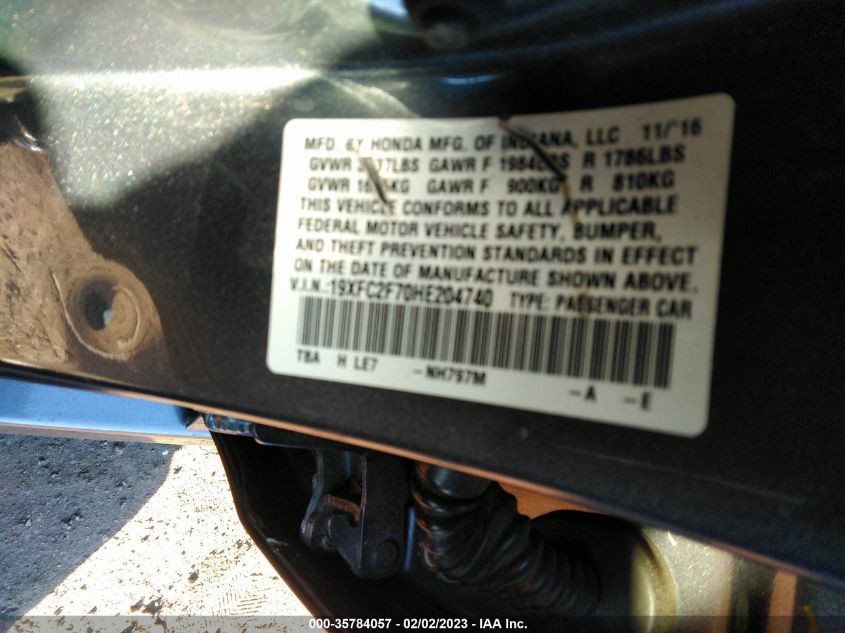 MFD. BY HONDA MFG. OF INDIANA, LLC 11/'16
GVWR LBS GAWR F 1984LBS R 1786LBS
GVWR KG GAWR F 900KG R 810KG
THIS VEHICLE CONFORMS TO ALL APPLICABLE
FEDERAL MOTOR VEHICLE SAFETY, BUMPER,
AND THEFT PREVENTION STANDARDS IN EFFECT
ON THE DATE OF MANUFACTURE SHOWN ABOVE.
V.I.N.:19XFC2F70HE204740 TYPE: PASSENGER CAR
TBA H LE7 -NH797M -A -E
000-35784057 - 02/02/2023 - IAA Inc.